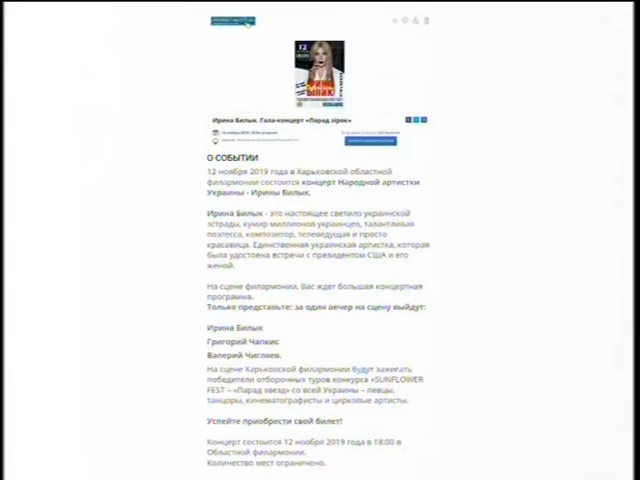 12
ИРИНА
БІЛИК
Ирина Билык. Гала-концерт «Парад зірок»
О СОБЫТИИ
12 ноября 2019 года в Харьковской областной
филармонии состоится концерт Народной артистки
Украины - Ирины Билык.
Ирина Билик - это настоящее светило украинской
эстрады, кумир миллионов украинцев, талантливая
поэтесса, композитор, телеведущая и просто
красавица. Единственная украинская артистка, которая
была удостоена встречи с президентом США и его
женой.
На сцене филармонии, Вас ждет большая концертная
программа.
Только представьте: за один вечер на сцену выйдут:
Ирина Билык
Григорий Чапкис
Валерий Чигляев.
На сцене Харьковской филармонии будут зажигать
победители отборочных туров конкурса «SUNFLOWER
FEST – «Парад звезд» со всей Украины – певцы,
танцоры, кинематографисты и цирковые артисты.
Успейте приобрести свой билет!
Концерт состоится 12 ноября 2019 года в 18:00 в
Областной филармонии.
Количество мест ограничено.